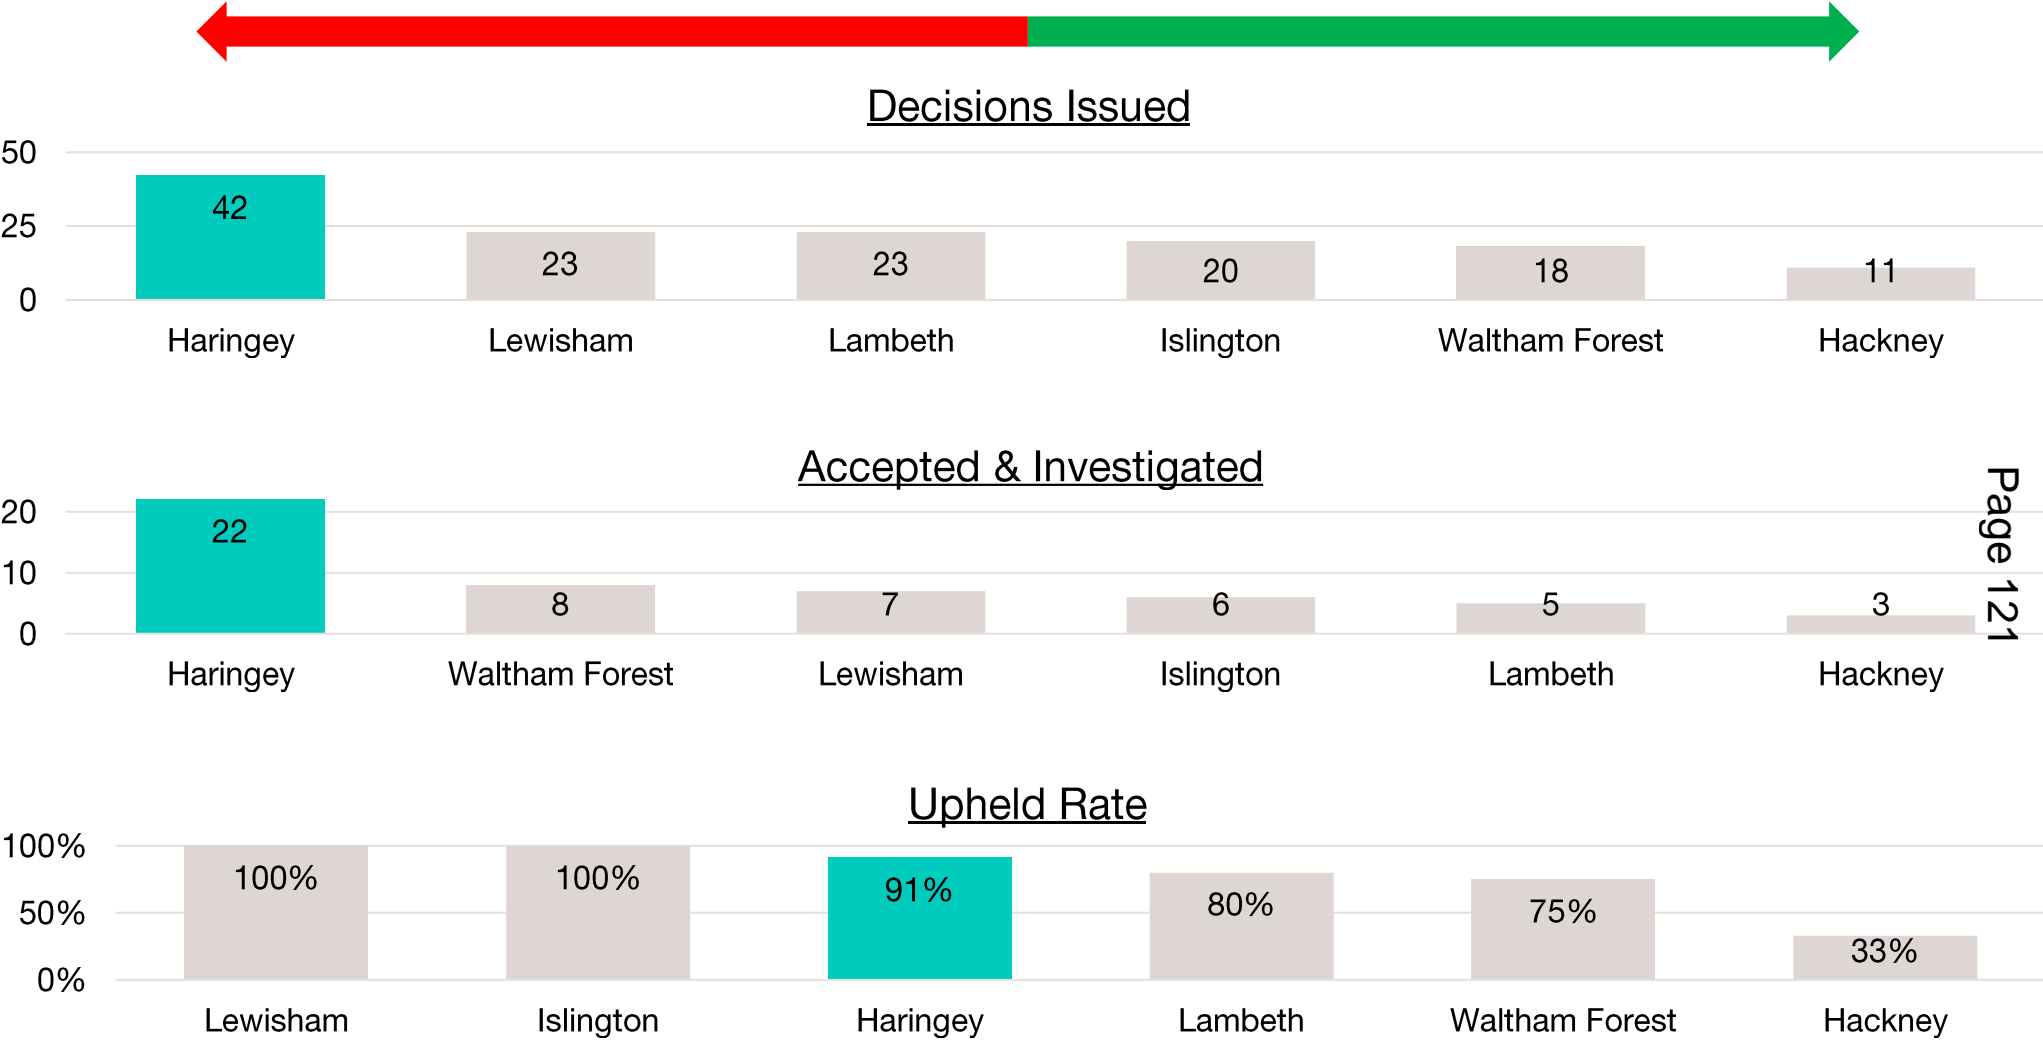 Decisions Issued
50
25
0
42
23
23
20
18
11
Haringey
Lewisham
Lambeth
Islington
Waltham Forest
Hackney
Accepted & Investigated
20
10
0
22
8
7
6
5
3
Haringey
Waltham Forest
Lewisham
Islington
Lambeth
Hackney
Page 121
Upheld Rate
100%
50%
0%
100%
100%
91%
80%
75%
33%
Lewisham
Islington
Haringey
Lambeth
Waltham Forest
Hackney